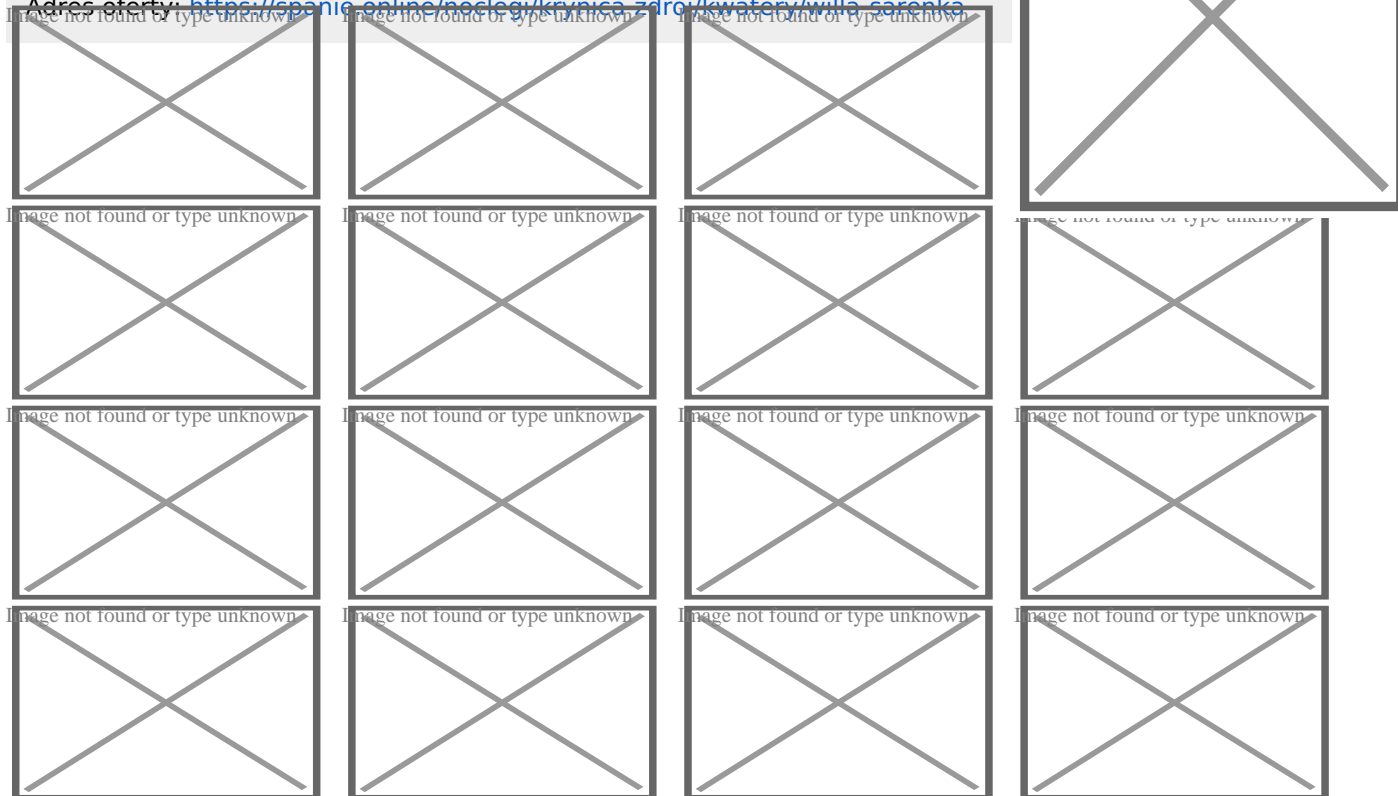 Adres oferty: https://spanie.online/noclegi/krynica-zdroj/kwatery/willa-sarenka
Image not found or type unknown Image not found or type unknown Image not found or type unknown
Image not found or type unknown Image not found or type unknown Image not found or type unknown Image not found or type unknown
Image not found or type unknown Image not found or type unknown Image not found or type unknown Image not found or type unknown
Image not found or type unknown Image not found or type unknown Image not found or type unknown Image not found or type unknown